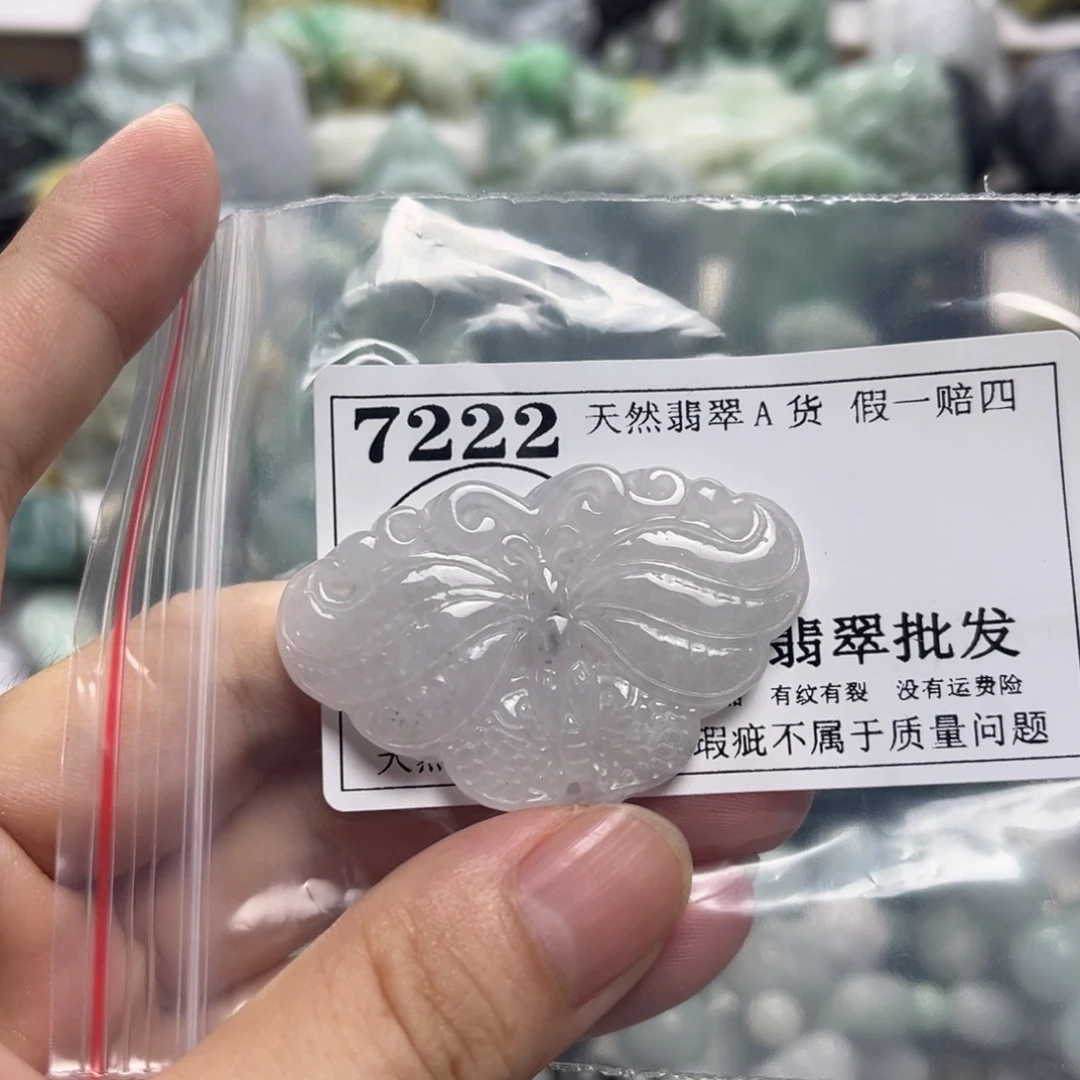 7222 天然翡翠A货 假一赔四
翡翠批发
有纹有裂 没有运费险
瑕疵不属于质量问题